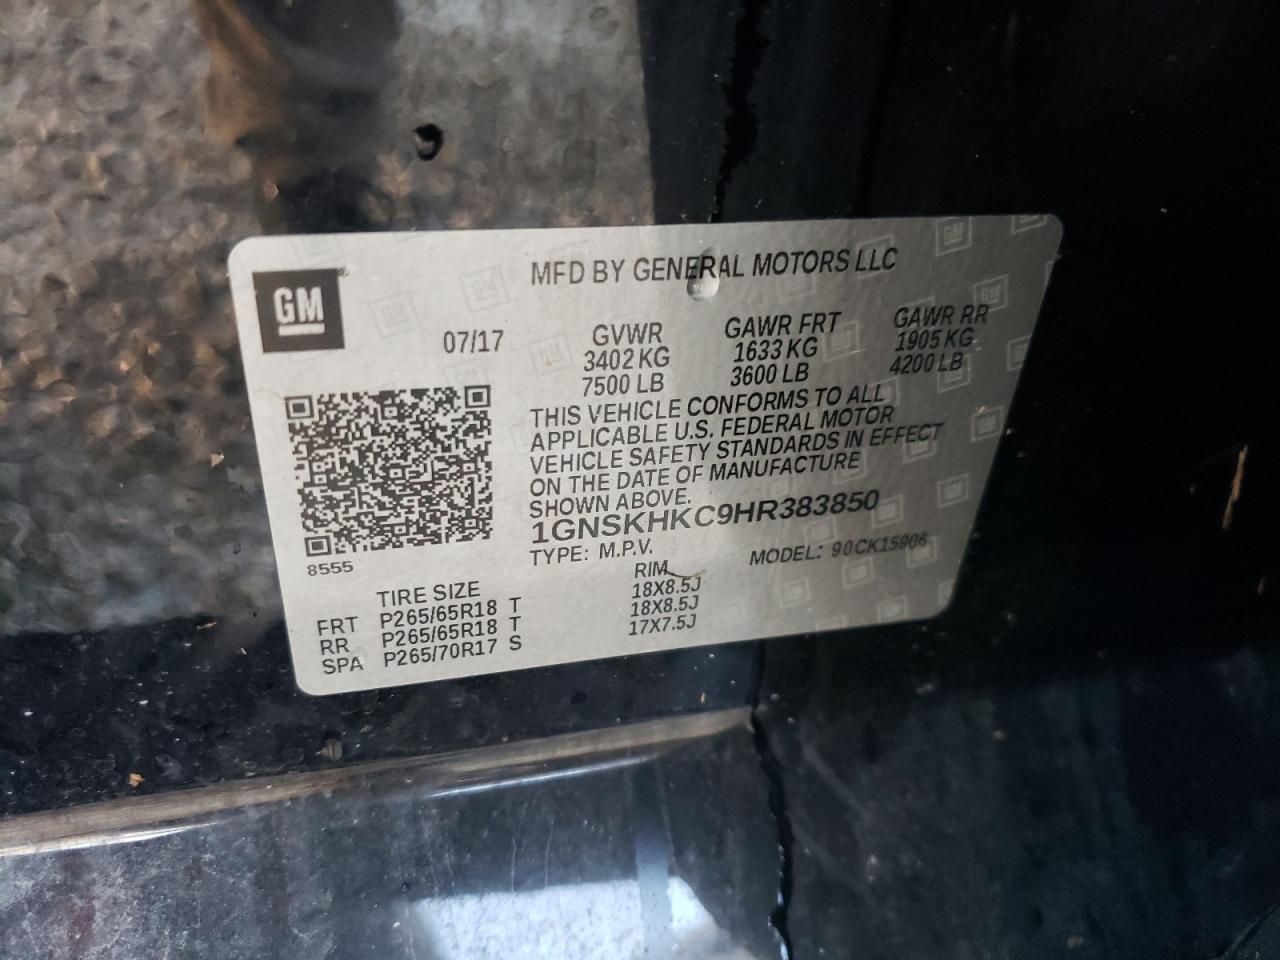 MFD BY GENERAL MOTORS LLC
GM
07/17
GVWR GAWR FRT GAWR RR
3402 KG 1633 KG 1905 KG
7500 LB 3600 LB 4200 LB
THIS VEHICLE CONFORMS TO ALL
APPLICABLE U.S. FEDERAL MOTOR
VEHICLE SAFETY STANDARDS IN EFFECT
ON THE DATE OF MANUFACTURE
SHOWN ABOVE.
1GNSKHKC9HR383850
TYPE: M.P.V. MODEL: 90CK15906
8555
TIRE SIZE RIM
FRT P265/65R18 T 18X8.5J
RR P265/65R18 T 18X8.5J
SPA P265/70R17 S 17X7.5J